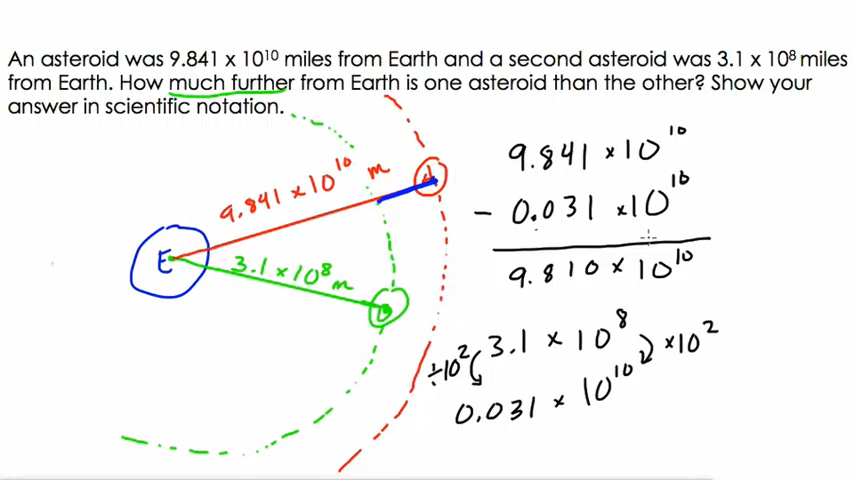 An asteroid was 9.841 x 10¹⁰ miles from Earth and a second asteroid was 3.1 x 10⁸ miles
from Earth. How much further from Earth is one asteroid than the other? Show your
answer in scientific notation.
9.841 × 10¹⁰ m
A
E
3.1 × 10⁸ m
B
9.841 × 10¹⁰
- 0.031 × 10¹⁰
9.810 × 10¹⁰
3.1 × 10⁸
÷10² ×10²
0.031 × 10¹⁰